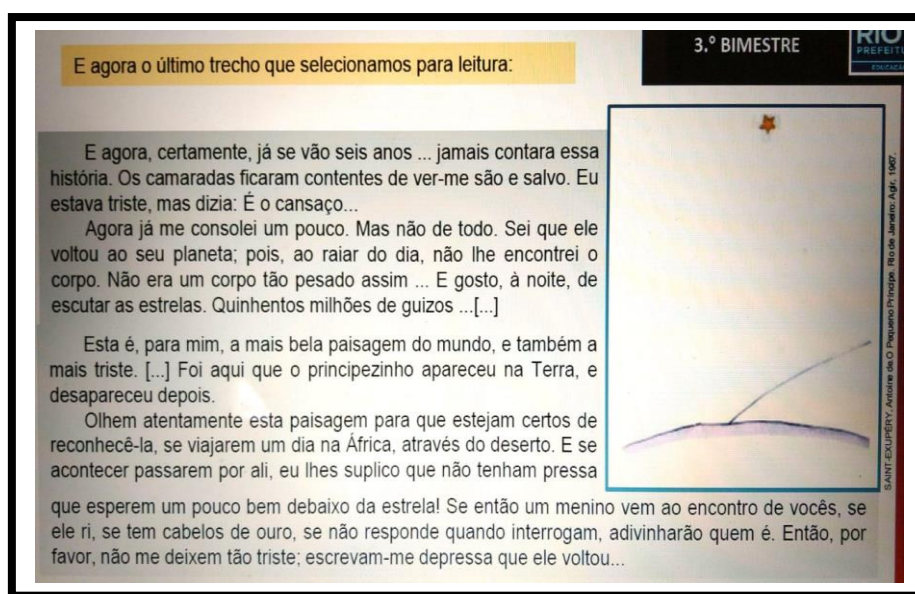 3.º BIMESTRE
RIO
PREFEITU
EDUCAÇÃO
E agora o último trecho que selecionamos para leitura:
E agora, certamente, já se vão seis anos ... jamais contara essa
história. Os camaradas ficaram contentes de ver-me são e salvo. Eu
estava triste, mas dizia: É o cansaço...
Agora já me consolei um pouco. Mas não de todo. Sei que ele
voltou ao seu planeta; pois, ao raiar do dia, não lhe encontrei o
corpo. Não era um corpo tão pesado assim ... E gosto, à noite, de
escutar as estrelas. Quinhentos milhões de guizos ...[...]
Esta é, para mim, a mais bela paisagem do mundo, e também a
mais triste. [...] Foi aqui que o principezinho apareceu na Terra, e
desapareceu depois.
Olhem atentamente esta paisagem para que estejam certos de
reconhecê-la, se viajarem um dia na África, através do deserto. E se
acontecer passarem por ali, eu lhes suplico que não tenham pressa
que esperem um pouco bem debaixo da estrela! Se então um menino vem ao encontro de vocês, se
ele ri, se tem cabelos de ouro, se não responde quando interrogam, adivinharão quem é. Então, por
favor, não me deixem tão triste; escrevam-me depressa que ele voltou...
SAINT-EXUPÉRY, Antoine de.O Pequeno Príncipe. Rio de Janeiro: Agir, 1967.